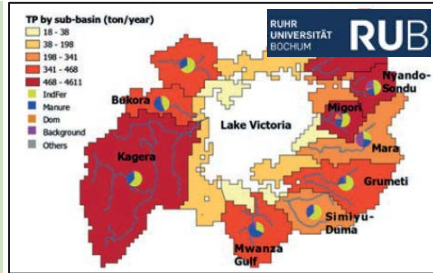 TP by sub-basin (ton/year)
18 - 38
38 - 198
198 - 341
341 - 468
468 - 4611
IndFer
Manure
Dom
Background
Others
RUHR
UNIVERSITÄT
BOCHUM
RUB
Nyando-
Sondu
Bukora
Migori
Lake Victoria
Mara
Kagera
Grumeti
Simiyu-
Duma
Mwanza
Gulf